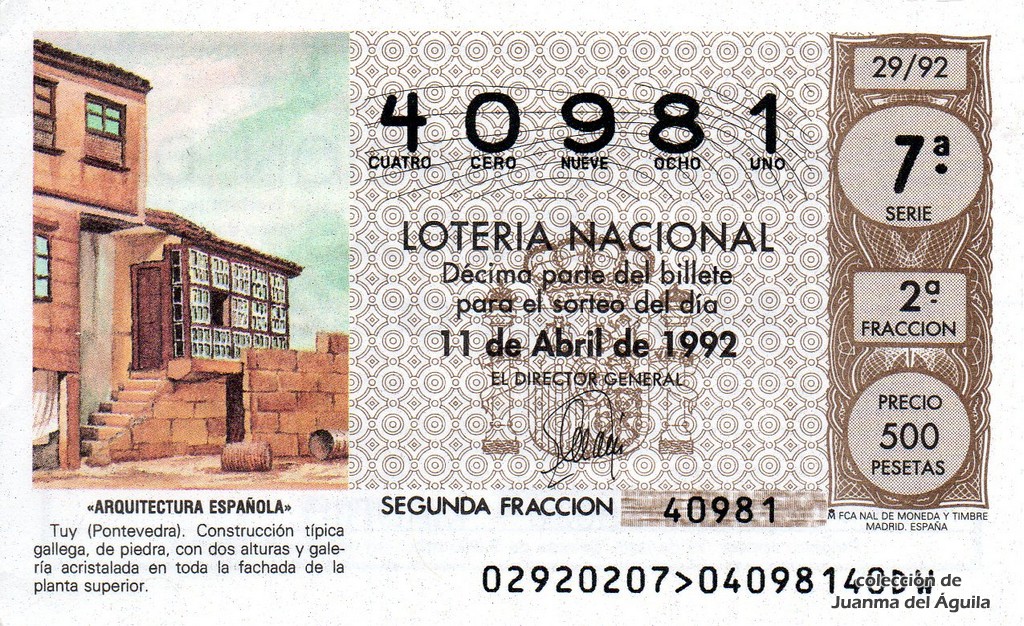 29/92
40981
CUATRO CERO NUEVE OCHO UNO
7ª
SERIE
LOTERIA NACIONAL
Décima parte del billete
para el sorteo del día
11 de Abril de 1992
EL DIRECTOR GENERAL
2ª
FRACCION
PRECIO
500
PESETAS
SEGUNDA FRACCION 40981
FCA NAL DE MONEDA Y TIMBRE
MADRID. ESPAÑA
«ARQUITECTURA ESPAÑOLA»
Tuy (Pontevedra). Construcción típica
gallega, de piedra, con dos alturas y gale-
ría acristalada en toda la fachada de la
planta superior.
02920207>04098140DW
colección de
Juanma del Águila